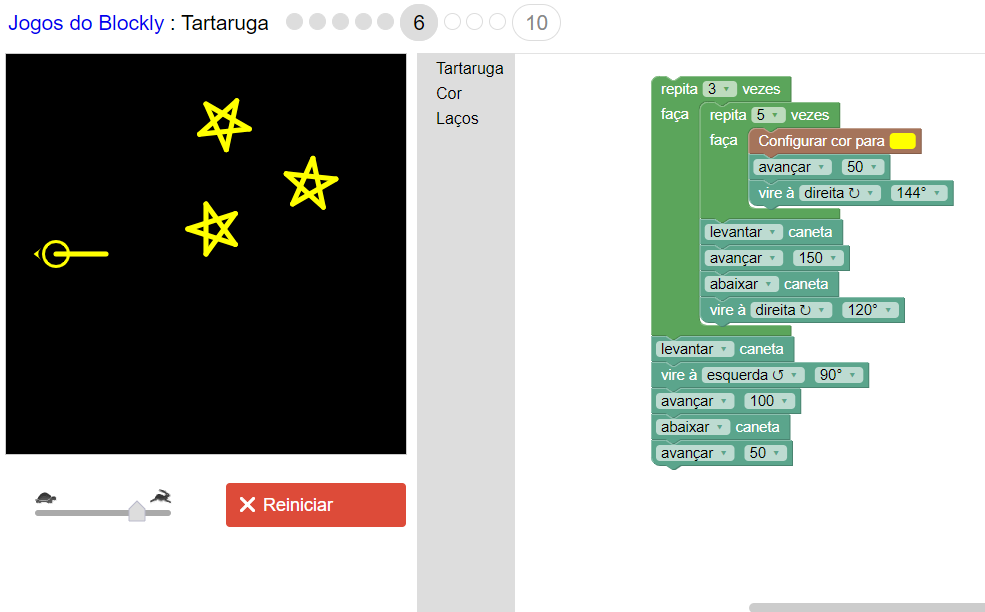 Jogos do Blockly : Tartaruga 6 10
Tartaruga
Cor
Laços
repita 3 vezes
faça repita 5 vezes
faça Configurar cor para
avançar 50
vire à direita ↻ 144°
levantar caneta
avançar 150
abaixar caneta
vire à direita ↻ 120°
levantar caneta
vire à esquerda ↺ 90°
avançar 100
abaixar caneta
avançar 50
Reiniciar